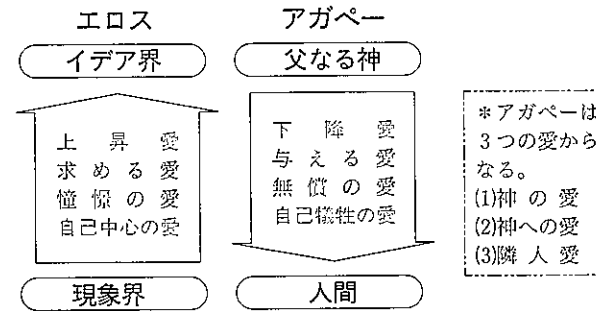 エロス
イデア界
上昇愛
求める愛
憧憬の愛
自己中心の愛
現象界
アガペー
父なる神
下降愛
与える愛
無償の愛
自己犠牲の愛
人間
＊アガペーは
3つの愛から
なる。
(1)神の愛
(2)神への愛
(3)隣人愛